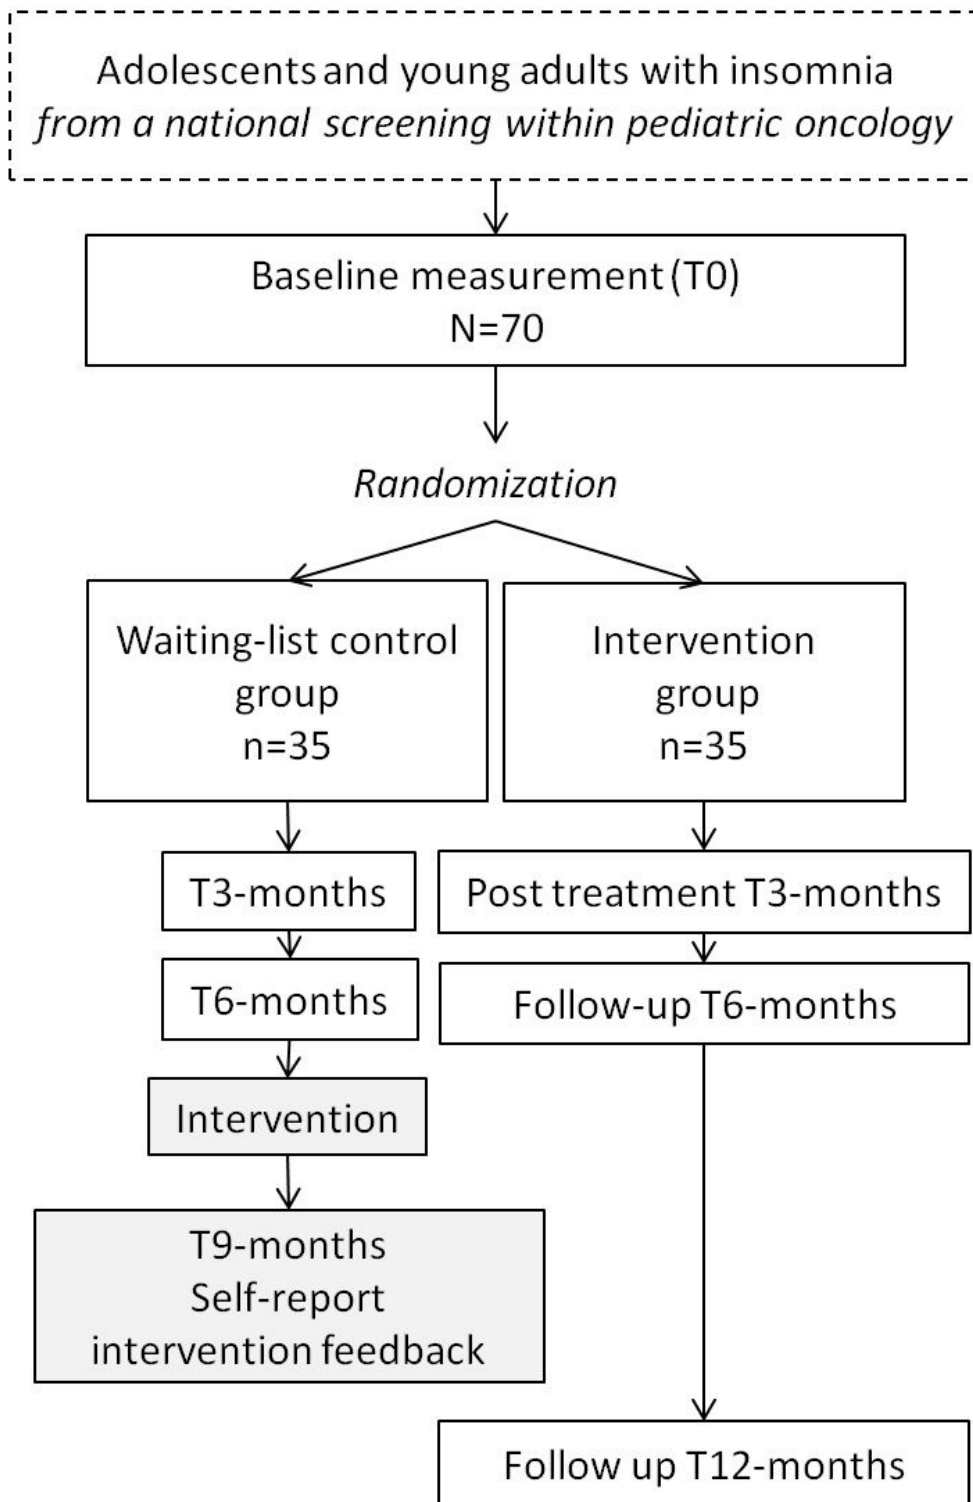 Adolescents and young adults with insomnia
from a national screening within pediatric oncology
Baseline measurement (T0)
N=70
Randomization
Waiting-list control
group
n=35
Intervention
group
n=35
T3-months
Post treatment T3-months
T6-months
Follow-up T6-months
Intervention
T9-months
Self-report
intervention feedback
Follow up T12-months